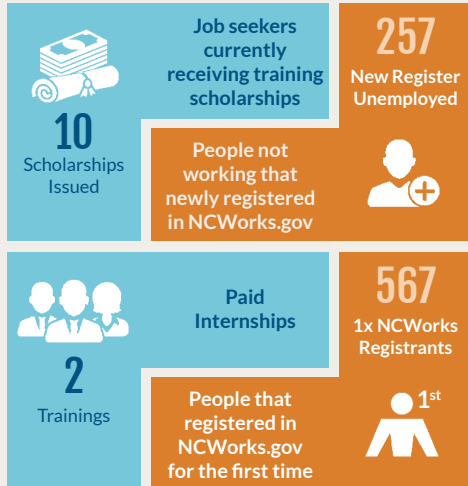 Job seekers
currently
receiving training
scholarships
10
Scholarships
Issued
257
New Register
Unemployed
People not
working that
newly registered
in NCWorks.gov
Paid
Internships
2
Trainings
567
1x NCWorks
Registrants
1st
People that
registered in
NCWorks.gov
for the first time